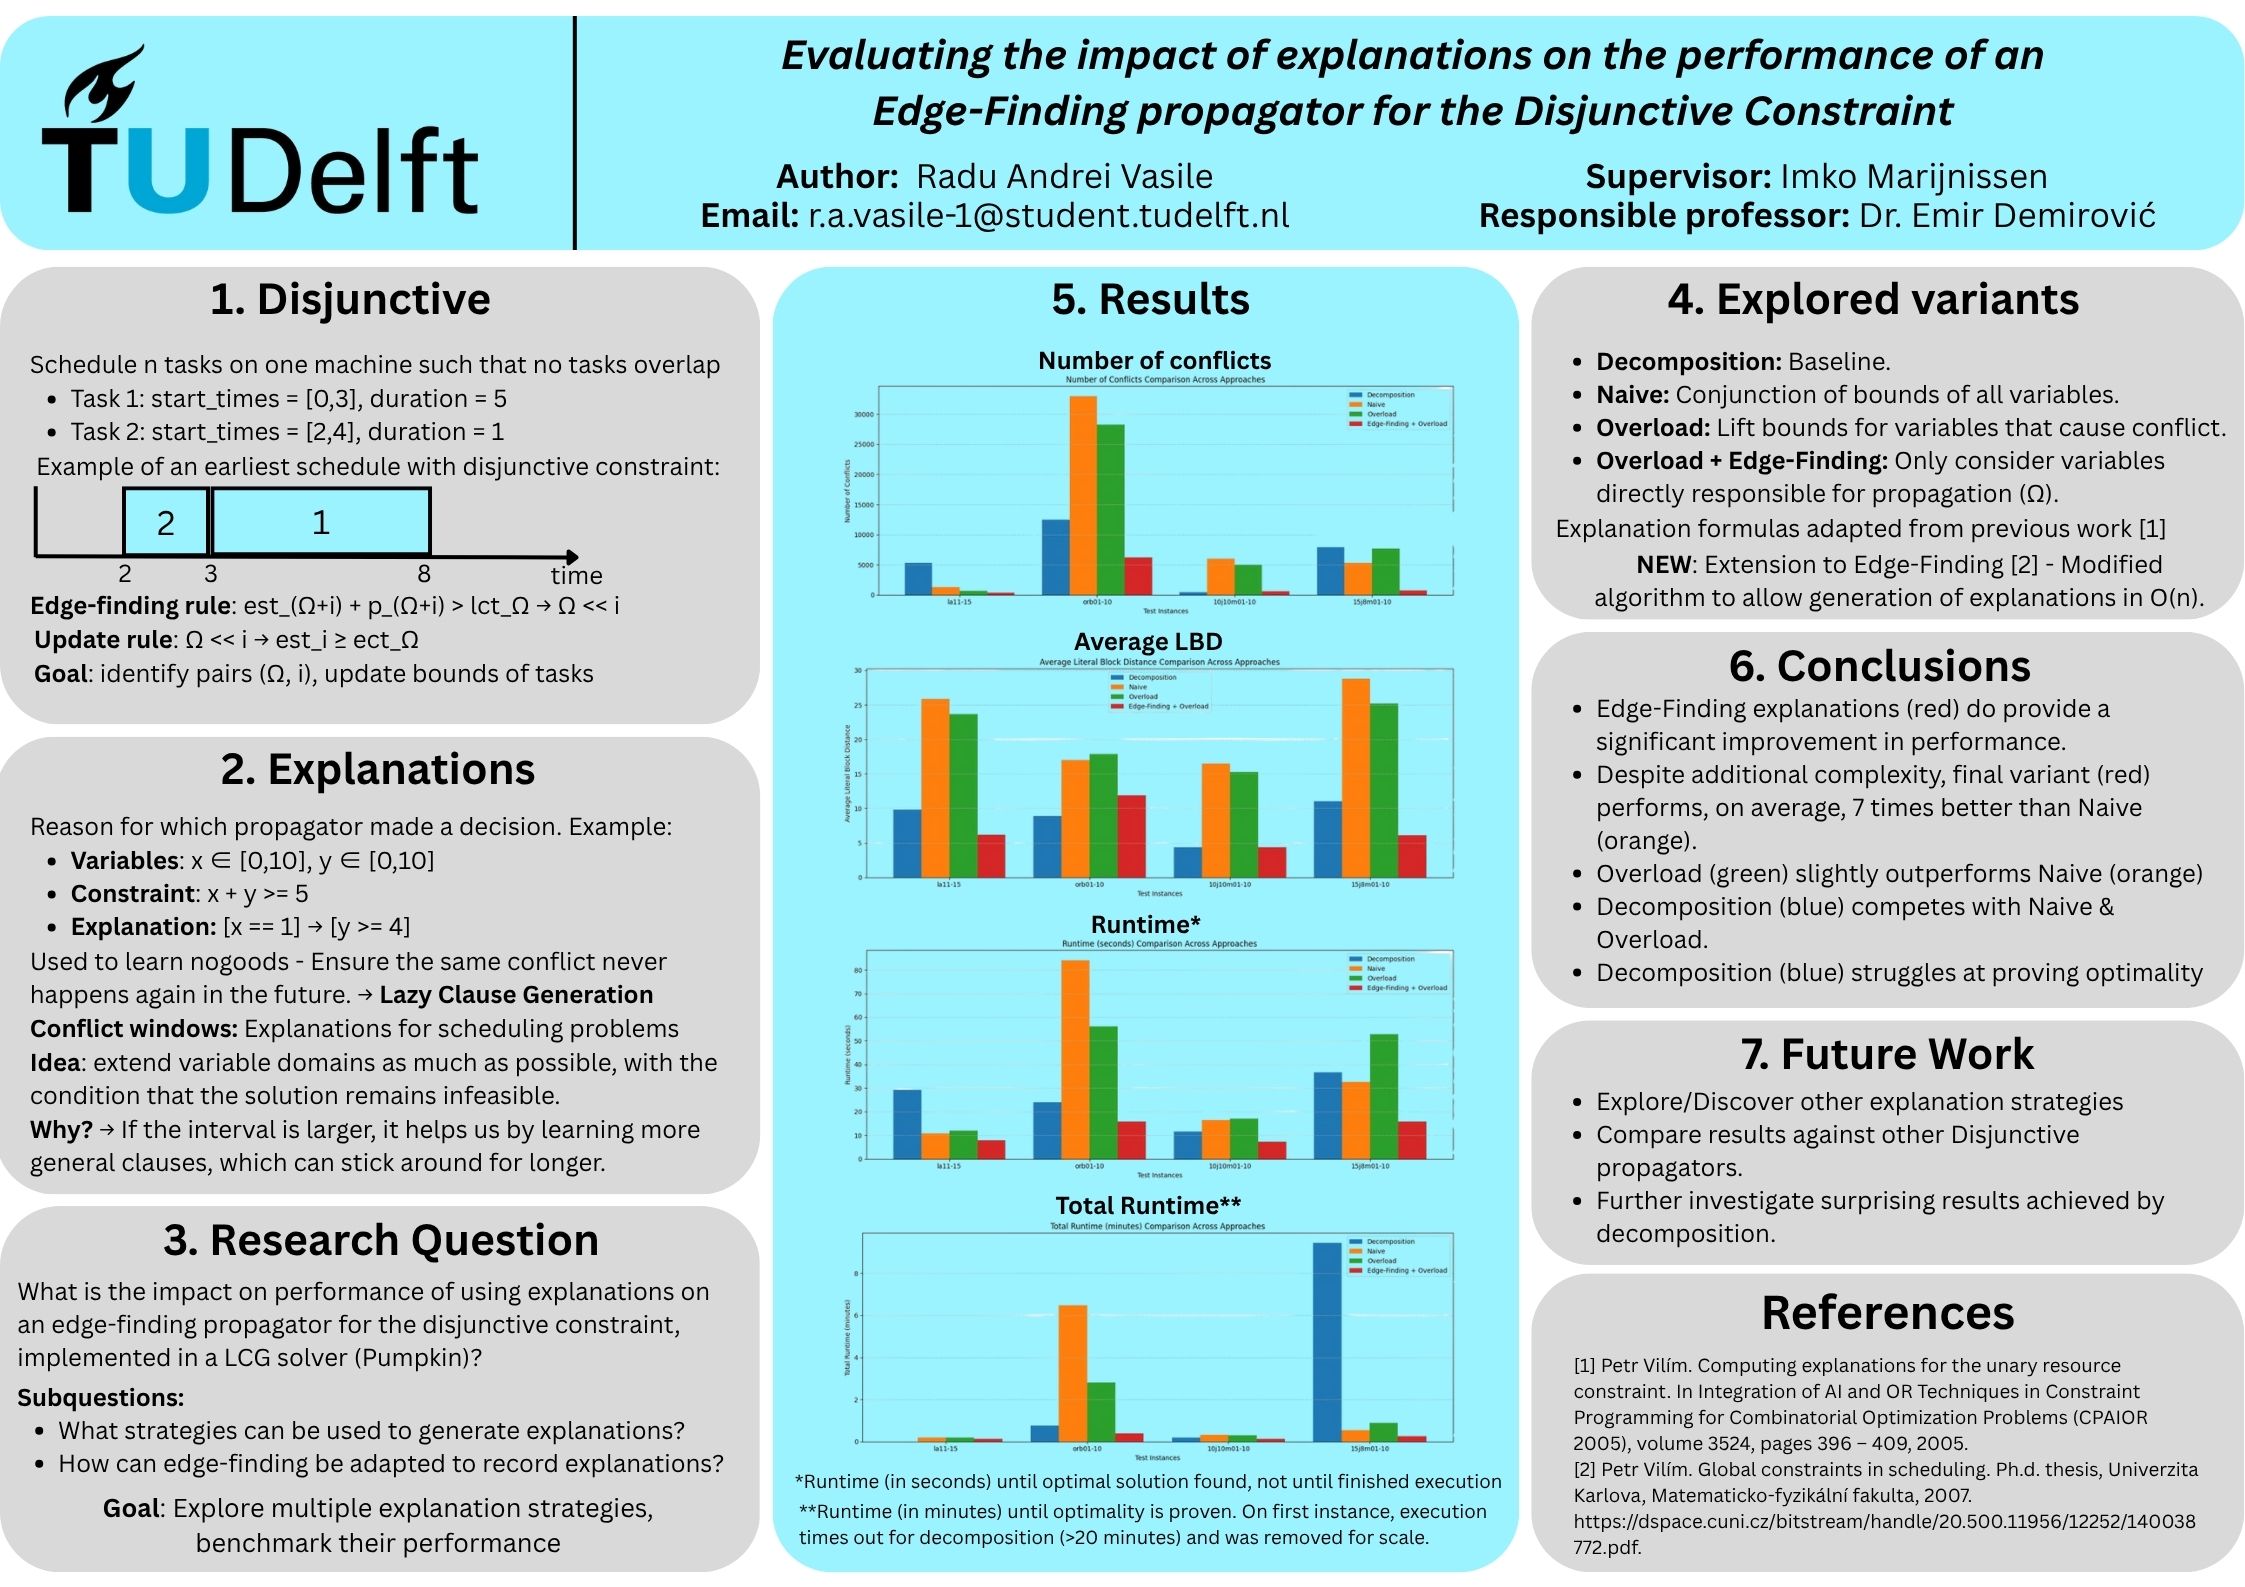 TUDelft
Evaluating the impact of explanations on the performance of an
Edge-Finding propagator for the Disjunctive Constraint
Author: Radu Andrei Vasile
Email: r.a.vasile-1@student.tudelft.nl
Supervisor: Imko Marijnissen
Responsible professor: Dr. Emir Demirović
1. Disjunctive
Schedule n tasks on one machine such that no tasks overlap
• Task 1: start_times = [0,3], duration = 5
• Task 2: start_times = [2,4], duration = 1
Example of an earliest schedule with disjunctive constraint:
2 1
2 3 8 time
Edge-finding rule: est_(Ω+i) + p_(Ω+i) > lct_Ω → Ω << i
Update rule: Ω << i → est_i ≥ ect_Ω
Goal: identify pairs (Ω, i), update bounds of tasks
2. Explanations
Reason for which propagator made a decision. Example:
• Variables: x ∈ [0,10], y ∈ [0,10]
• Constraint: x + y >= 5
• Explanation: [x == 1] → [y >= 4]
Used to learn nogoods - Ensure the same conflict never
happens again in the future. → Lazy Clause Generation
Conflict windows: Explanations for scheduling problems
Idea: extend variable domains as much as possible, with the
condition that the solution remains infeasible.
Why? → If the interval is larger, it helps us by learning more
general clauses, which can stick around for longer.
3. Research Question
What is the impact on performance of using explanations on
an edge-finding propagator for the disjunctive constraint,
implemented in a LCG solver (Pumpkin)?
Subquestions:
• What strategies can be used to generate explanations?
• How can edge-finding be adapted to record explanations?
Goal: Explore multiple explanation strategies,
benchmark their performance
5. Results
Number of conflicts
Number of Conflicts Comparison Across Approaches
Decomposition
Naive
Overload
Edge-Finding + Overload
Number of Conflicts
30000
25000
20000
15000
10000
5000
0
la11-15 orb01-10 10j10m01-10 15j8m01-10
Test Instances
Average LBD
Average Literal Block Distance Comparison Across Approaches
Decomposition
Naive
Overload
Edge-Finding + Overload
Average Literal Block Distance
30
25
20
15
10
5
0
la11-15 orb01-10 10j10m01-10 15j8m01-10
Test Instances
Runtime*
Runtime (seconds) Comparison Across Approaches
Decomposition
Naive
Overload
Edge-Finding + Overload
Runtime (seconds)
80
70
60
50
40
30
20
10
0
la11-15 orb01-10 10j10m01-10 15j8m01-10
Test Instances
Total Runtime**
Total Runtime (minutes) Comparison Across Approaches
Decomposition
Naive
Overload
Edge-Finding + Overload
Total Runtime (minutes)
8
6
4
2
0
la11-15 orb01-10 10j10m01-10 15j8m01-10
Test Instances
*Runtime (in seconds) until optimal solution found, not until finished execution
**Runtime (in minutes) until optimality is proven. On first instance, execution
times out for decomposition (>20 minutes) and was removed for scale.
4. Explored variants
• Decomposition: Baseline.
• Naive: Conjunction of bounds of all variables.
• Overload: Lift bounds for variables that cause conflict.
• Overload + Edge-Finding: Only consider variables
directly responsible for propagation (Ω).
Explanation formulas adapted from previous work [1]
NEW: Extension to Edge-Finding [2] - Modified
algorithm to allow generation of explanations in O(n).
6. Conclusions
• Edge-Finding explanations (red) do provide a
significant improvement in performance.
• Despite additional complexity, final variant (red)
performs, on average, 7 times better than Naive
(orange).
• Overload (green) slightly outperforms Naive (orange)
• Decomposition (blue) competes with Naive &
Overload.
• Decomposition (blue) struggles at proving optimality
7. Future Work
• Explore/Discover other explanation strategies
• Compare results against other Disjunctive
propagators.
• Further investigate surprising results achieved by
decomposition.
References
[1] Petr Vilím. Computing explanations for the unary resource
constraint. In Integration of AI and OR Techniques in Constraint
Programming for Combinatorial Optimization Problems (CPAIOR
2005), volume 3524, pages 396 – 409, 2005.
[2] Petr Vilím. Global constraints in scheduling. Ph.d. thesis, Univerzita
Karlova, Matematicko-fyzikální fakulta, 2007.
https://dspace.cuni.cz/bitstream/handle/20.500.11956/12252/140038
772.pdf.